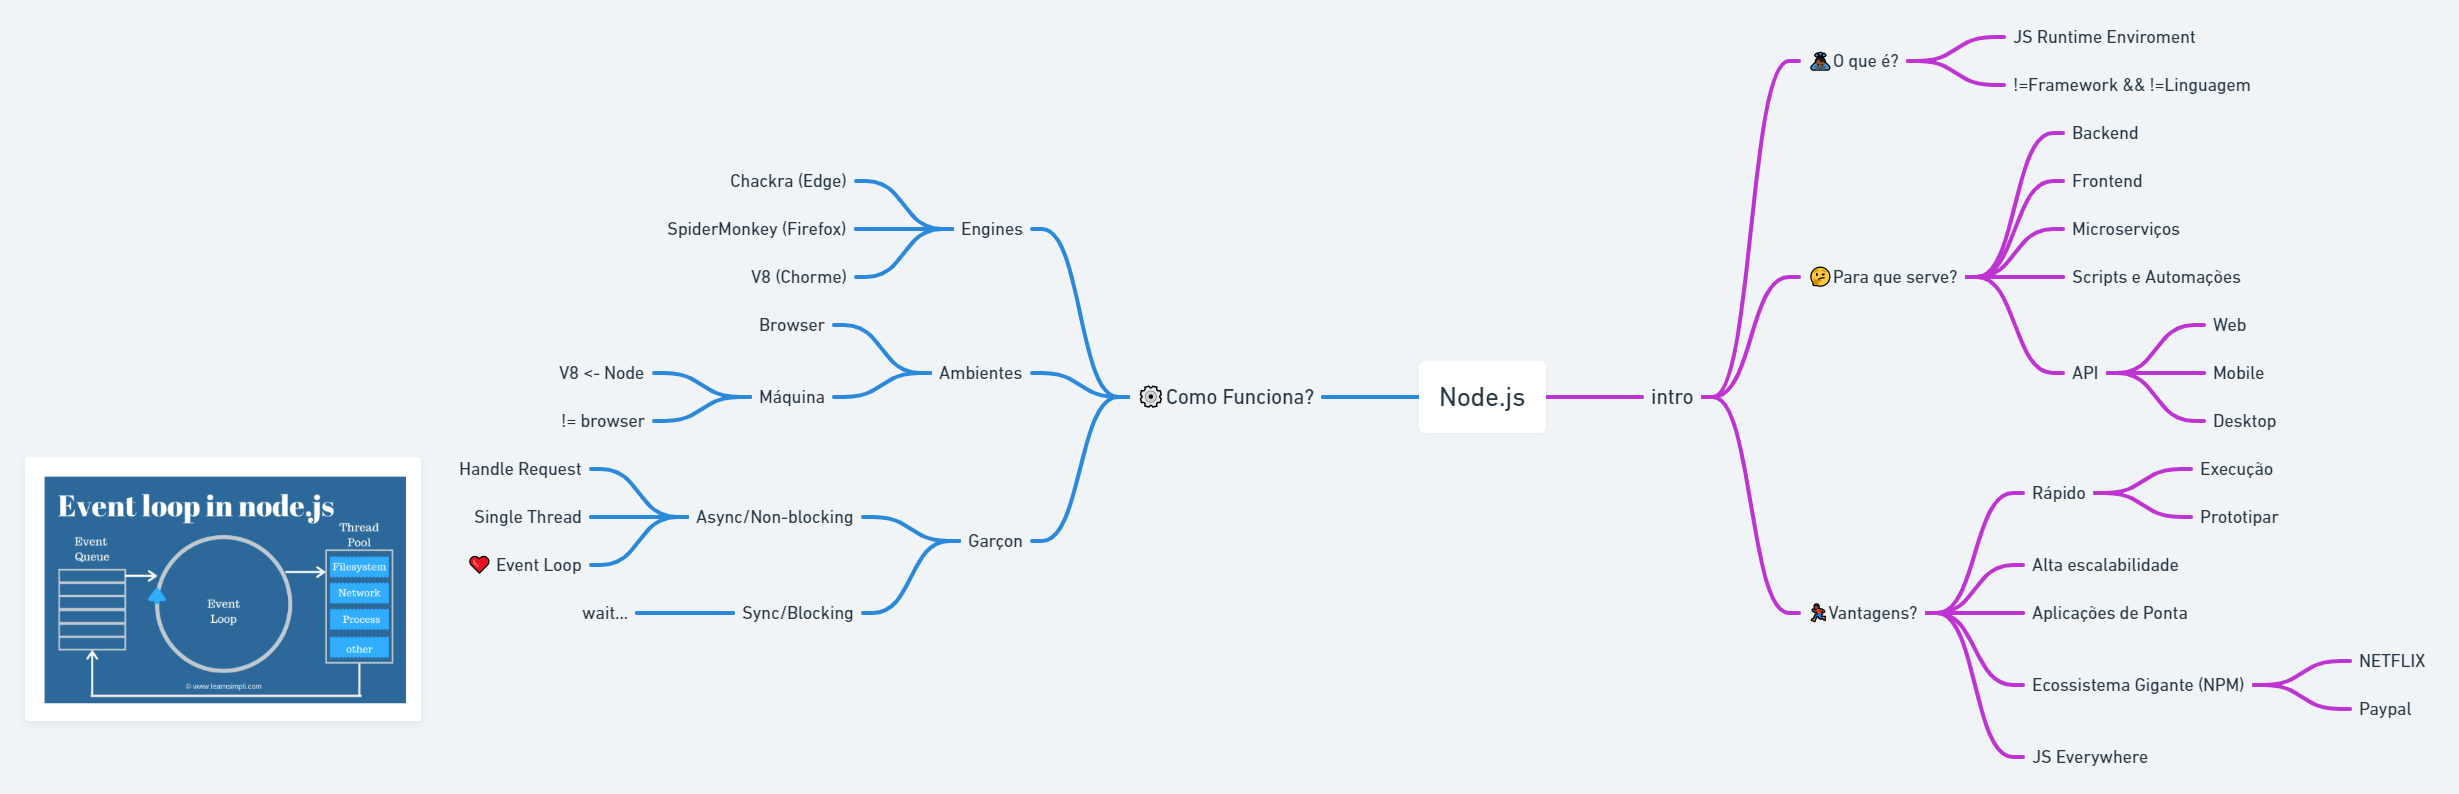 Node.js
intro
O que é?
JS Runtime Enviroment
!=Framework && !=Linguagem
Para que serve?
Backend
Frontend
Microserviços
Scripts e Automações
API
Web
Mobile
Desktop
Vantagens?
Rápido
Execução
Prototipar
Alta escalabilidade
Aplicações de Ponta
Ecossistema Gigante (NPM)
NETFLIX
Paypal
JS Everywhere
Como Funciona?
Engines
Chackra (Edge)
SpiderMonkey (Firefox)
V8 (Chorme)
Ambientes
Browser
Máquina
V8 <- Node
!= browser
Garçon
Async/Non-blocking
Handle Request
Single Thread
Event Loop
Sync/Blocking
wait...
Event loop in node.js
Event
Queue
Event
Loop
Thread
Pool
Filesystem
Network
Process
other
© www.learnsimpli.com